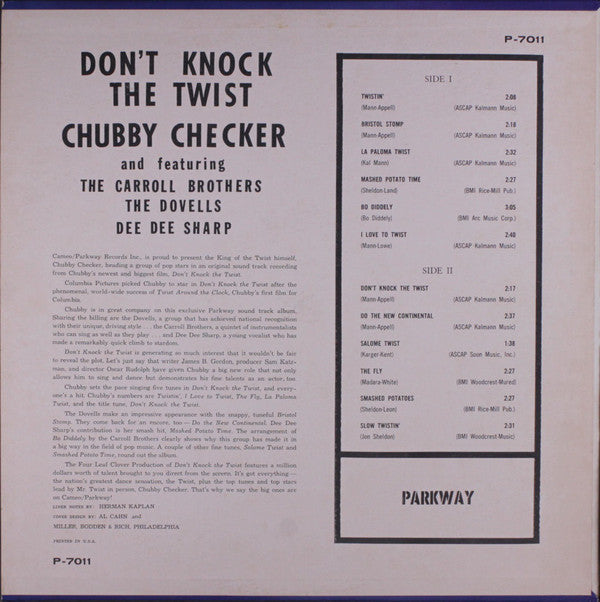 P-7011
DON'T KNOCK
THE TWIST
CHUBBY CHECKER
and featuring
THE CARROLL BROTHERS
THE DOVELLS
DEE DEE SHARP
Cameo/Parkway Records Inc., is proud to present the King of the Twist himself,
Chubby Checker, heading a group of pop stars in an original sound track recording
from Chubby's newest and biggest film, Don't Knock the Twist.
Columbia Pictures picked Chubby to star in Don't Knock the Twist after the
phenomenal, world-wide success of Twist Around the Clock, Chubby's first film for
Columbia.
Chubby is in great company on this exclusive Parkway sound track album.
Sharing the billing are the Dovells, a group that has achieved national recognition
with their unique, driving style . . . the Carroll Brothers, a quintet of instrumentalists
who can sing as well as they play . . . and Dee Dee Sharp, a young vocalist who has
made a remarkably quick climb to stardom.
Don't Knock the Twist is generating so much interest that it wouldn't be fair
to reveal the plot. Let's just say that writer James B. Gordon, producer Sam Katz-
man, and director Oscar Rudolph have given Chubby a big new role that not only
allows him to sing and dance but demonstrates his fine talents as an actor, too.
Chubby sets the pace singing five tunes in Don't Knock the Twist, and every-
one's a hit. Chubby's numbers are Twistin', I Love to Twist, The Fly, La Paloma
Twist, and the title tune, Don't Knock the Twist.
The Dovells make an impressive appearance with the snappy, tuneful Bristol
Stomp. They come back for an encore, too — Do the New Continental. Dee Dee
Sharp's contribution is her smash hit, Mashed Potato Time. The arrangement of
Bo Diddely by the Carroll Brothers clearly shows why this group has made it in
a big way in the field of pop music. A couple of other fine tunes, Salome Twist and
Smashed Potato Time, round out the album.
The Four Leaf Clover Production of Don't Knock the Twist features a million
dollars worth of talent brought to you direct from the screen. It's got everything—
the nation's greatest dance sensation, the Twist, plus the top tunes and top stars
lead by Mr. Twist in person, Chubby Checker. That's why we say the big ones are
on Cameo/Parkway!
LINER NOTES BY: HERMAN KAPLAN
COVER DESIGN BY: AL CAHN and
MILLER, BODDEN & RICH, PHILADELPHIA
PRINTED IN U.S.A.
P-7011
SIDE I
TWISTIN' 2:08
(Mann-Appell) (ASCAP Kalmann Music)
BRISTOL STOMP 2:18
(Mann-Appell) (ASCAP Kalmann Music)
LA PALOMA TWIST 2:32
(Kal Mann) (ASCAP Kalmann Music)
MASHED POTATO TIME 2:27
(Sheldon-Land) (BMI Rice-Mill Pub.)
BO DIDDELY 3:05
(Bo Diddely) (BMI Arc Music Corp.)
I LOVE TO TWIST 2:40
(Mann-Lowe) (ASCAP Kalmann Music)
SIDE II
DON'T KNOCK THE TWIST 2:17
(Mann-Appell) (ASCAP Kalmann Music)
DO THE NEW CONTINENTAL 2:37
(Mann-Appell) (ASCAP Kalmann Music)
SALOME TWIST 1:38
(Karger-Kent) (ASCAP Soon Music, Inc.)
THE FLY 2:27
(Madara-White) (BMI Woodcrest-Mured)
SMASHED POTATOES 2:27
(Sheldon-Leon) (BMI Rice-Mill Pub.)
SLOW TWISTIN' 2:31
(Jon Sheldon) (BMI Woodcrest-Music)
PARKWAY